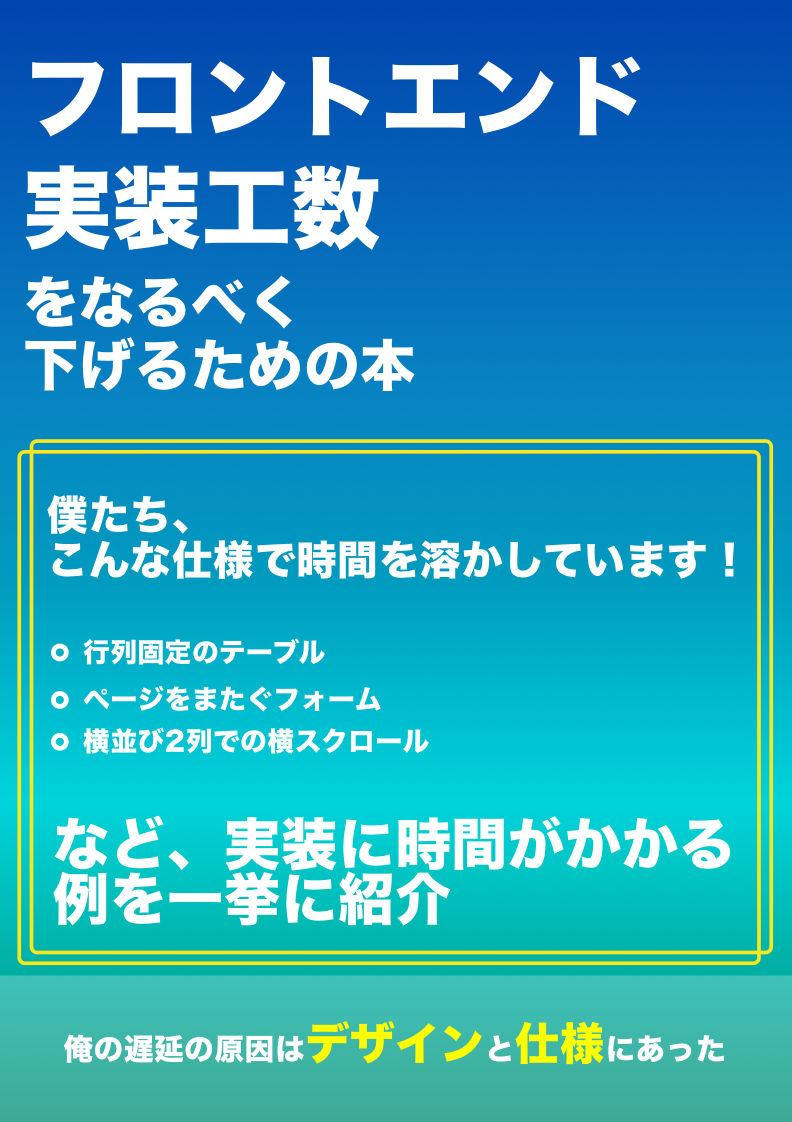 フロントエンド
実装工数
をなるべく
下げるための本
僕たち、
こんな仕様で時間を溶かしています！
行列固定のテーブル
ページをまたぐフォーム
横並び2列での横スクロール
など、実装に時間がかかる
例を一挙に紹介
俺の遅延の原因はデザインと仕様にあった